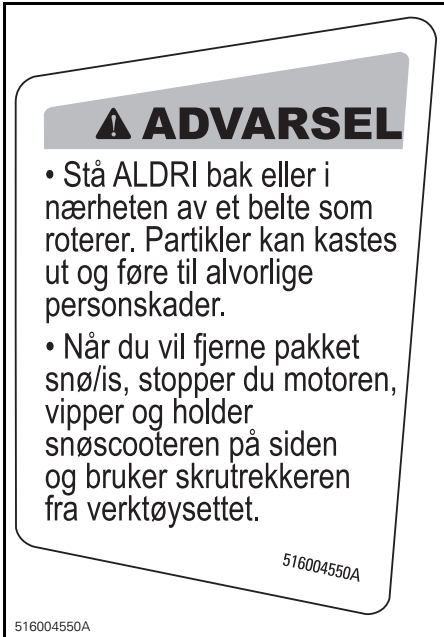 ⚠ ADVARSEL
• Stå ALDRI bak eller i
nærheten av et belte som
roterer. Partikler kan kastes
ut og føre til alvorlige
personskader.
• Når du vil fjerne pakket
snø/is, stopper du motoren,
vipper og holder
snøscooteren på siden
og bruker skrutrekkeren
fra verktøysettet.
516004550A
516004550A